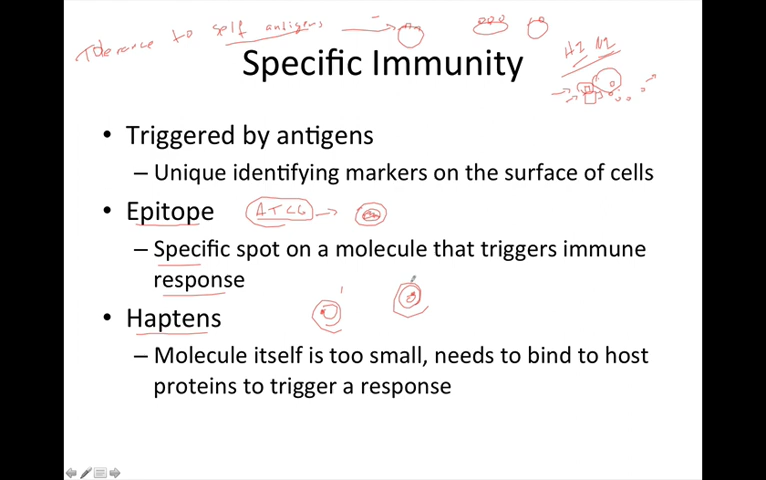 Tolerance to self antigens
H1 N1
Specific Immunity
• Triggered by antigens
– Unique identifying markers on the surface of cells
• Epitope
ATCG
– Specific spot on a molecule that triggers immune
response
• Haptens
– Molecule itself is too small, needs to bind to host
proteins to trigger a response